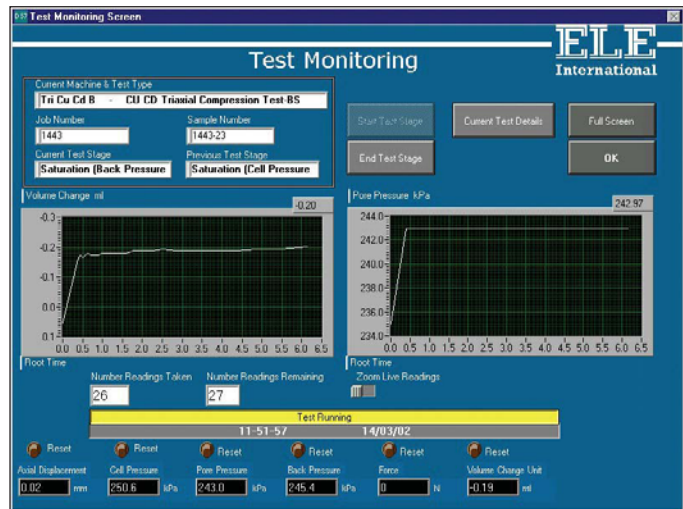 Test Monitoring Screen
ELE
International
Test Monitoring
Current Machine & Test Type
Tri Cu Cd B - CU CD Triaxial Compression Test-BS
Job Number
Sample Number
1443
1443-23
Current Test Stage
Previous Test Stage
Saturation (Back Pressure
Saturation (Cell Pressure
Start Test Stage
Current Test Details
Full Screen
End Test Stage
OK
Volume Change ml
-0.20
-0.3
-0.2
-0.1
0.0
0.1
0.0 0.5 1.0 1.5 2.0 2.5 3.0 3.5 4.0 4.5 5.0 5.5 6.0 6.5
Root Time
Pore Pressure kPa
242.97
244.0
242.0
240.0
238.0
236.0
234.0
0.0 0.5 1.0 1.5 2.0 2.5 3.0 3.5 4.0 4.5 5.0 5.5 6.0 6.5
Root Time
Number Readings Taken
Number Readings Remaining
Zoom Live Readings
26
27
Test Running
11-51-57 14/03/02
Reset Reset Reset Reset Reset Reset
Axial Displacement Cell Pressure Pore Pressure Back Pressure Force Volume Change Unit
0.02 mm 250.6 kPa 243.0 kPa 245.4 kPa 0 N -0.19 ml